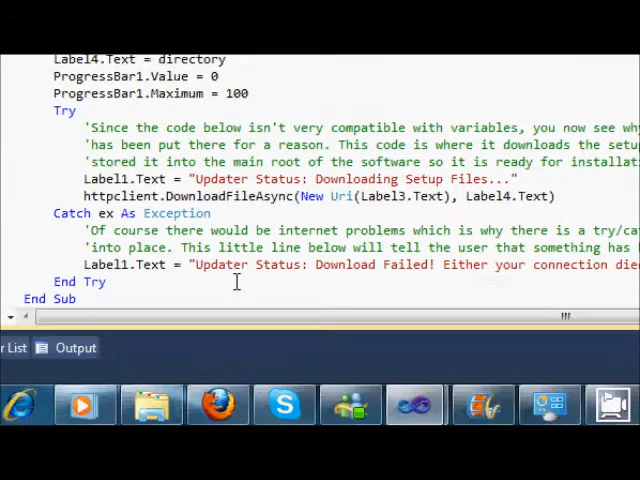 Label4.Text = directory
ProgressBar1.Value = 0
ProgressBar1.Maximum = 100
Try
'Since the code below isn't very compatible with variables, you now see why
'has been put there for a reason. This code is where it downloads the setu
'stored it into the main root of the software so it is ready for installat
Label1.Text = "Updater Status: Downloading Setup Files..."
httpclient.DownloadFileAsync(New Uri(Label3.Text), Label4.Text)
Catch ex As Exception
'Of course there would be internet problems which is why there is a try/cat
'into place. This little line below will tell the user that something has
Label1.Text = "Updater Status: Download Failed! Either your connection died
End Try
End Sub
r List Output